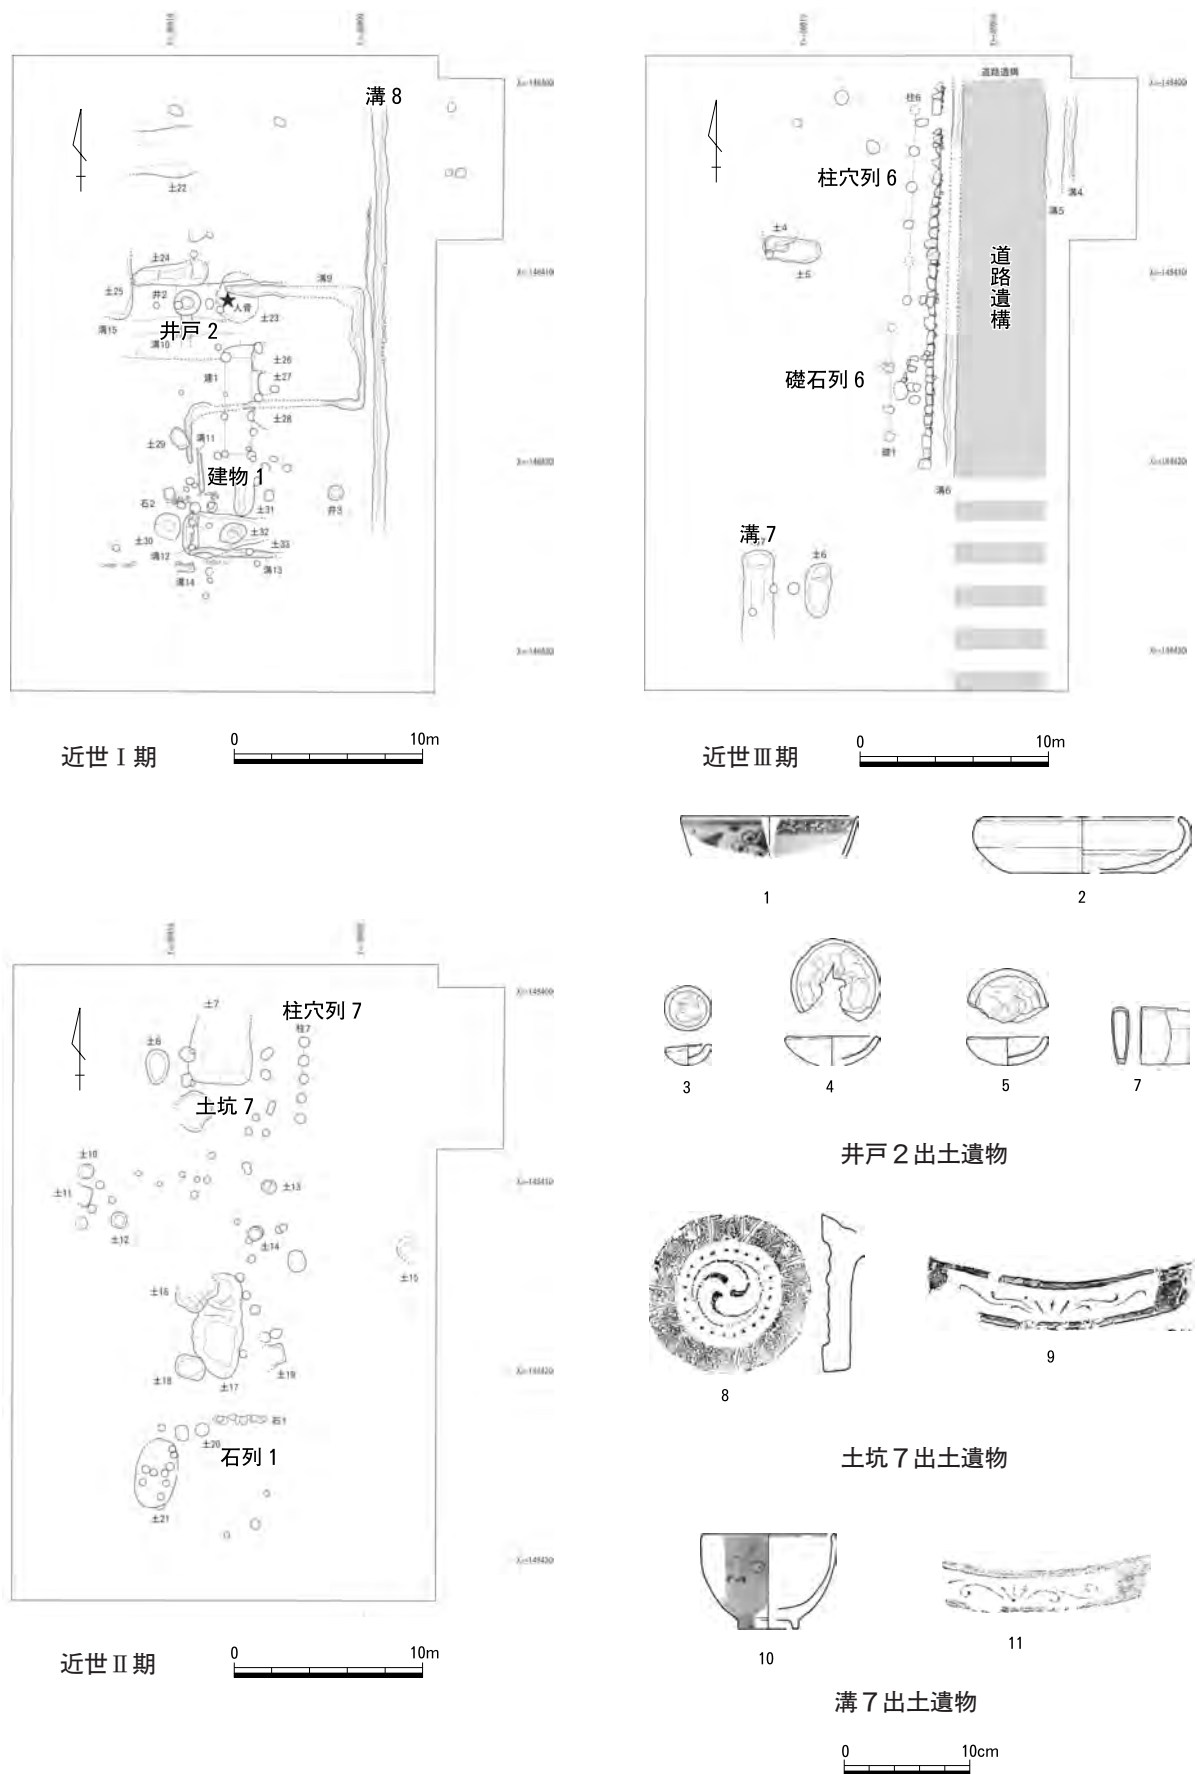 溝 8
土22
土24
土25
井2
溝9
人骨
土23
溝15
井戸 2
溝10
土26
建1
土27
土28
土29
溝11
建物 1
石2
土31
井3
土30
土32
土33
溝12
溝13
溝14
近世Ⅰ期
0
10m
道路遺構
柱6
柱穴列 6
溝4
溝5
土4
土5
道路遺構
礎石列 6
溝6
溝 7
土6
近世Ⅲ期
0
10m
1
2
3
4
5
7
井戸２出土遺物
8
9
土坑７出土遺物
10
11
溝７出土遺物
0
10cm
土7
柱穴列 7
柱7
土坑 7
土10
土11
土13
土12
土14
土15
土16
土18
土17
土19
石1
土20
石列 1
土21
近世Ⅱ期
0
10m